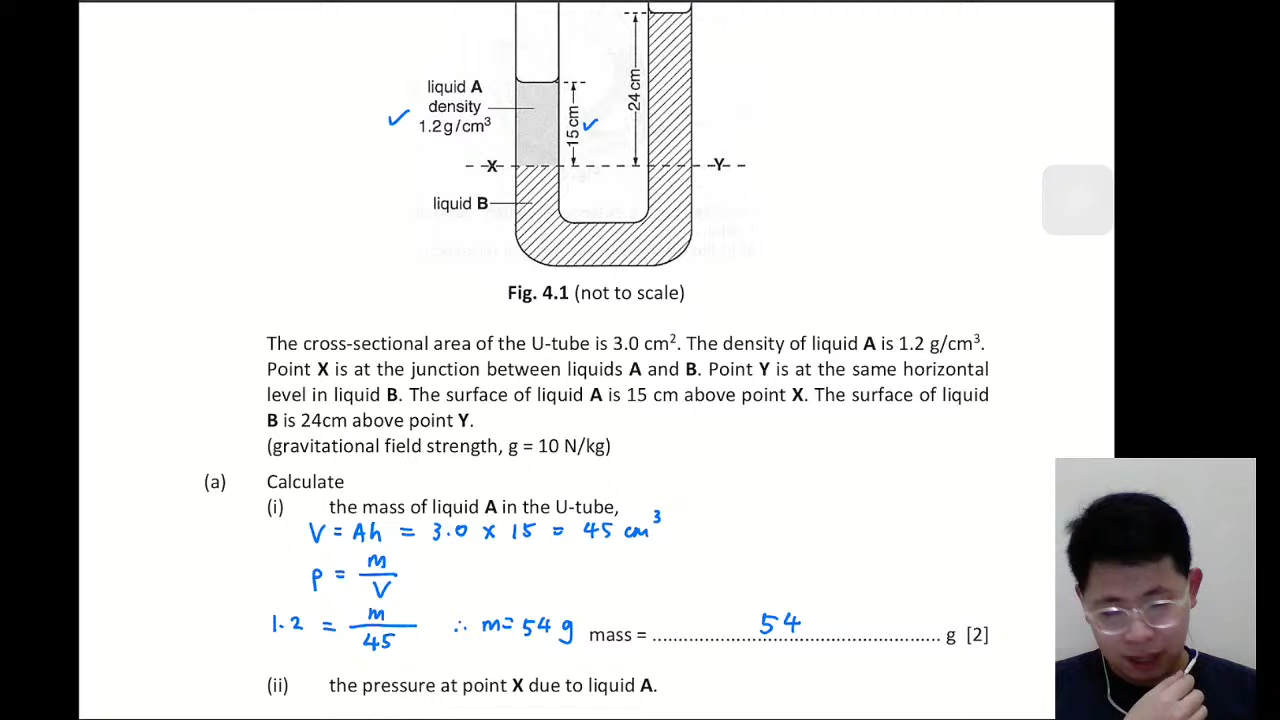 24 cm
liquid A
density
✓ 1.2 g/cm³
15 cm ✓
X
Y
liquid B
Fig. 4.1 (not to scale)
The cross-sectional area of the U-tube is 3.0 cm². The density of liquid A is 1.2 g/cm³.
Point X is at the junction between liquids A and B. Point Y is at the same horizontal
level in liquid B. The surface of liquid A is 15 cm above point X. The surface of liquid
B is 24cm above point Y.
(gravitational field strength, g = 10 N/kg)
(a) Calculate
(i) the mass of liquid A in the U-tube,
V = Ah = 3.0 × 15 = 45 cm³
ρ = m/V
1.2 = m/45 ∴ m = 54 g
mass = 54 g [2]
(ii) the pressure at point X due to liquid A.